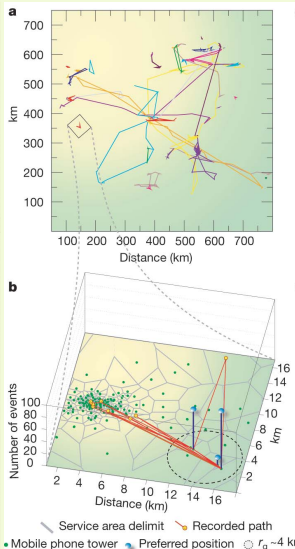 a
700
600
500
400
300
200
100
km
100 200 300 400 500 600 700
Distance (km)
b
100
80
60
40
20
0
Number of events
2 4 6 8 10 12 14 16
Distance (km)
16
14
12
10
8
6
4
2
km
Service area delimit Recorded path
Mobile phone tower Preferred position rg ~4 km